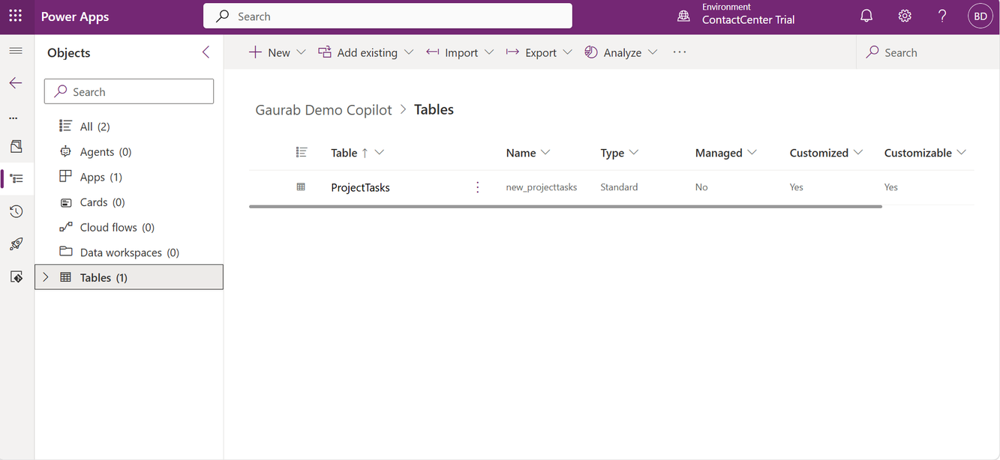 Power Apps
Search
Environment
ContactCenter Trial
?
BD
Objects
New
Add existing
Import
Export
Analyze
...
Search
Search
...
All (2)
Agents (0)
Apps (1)
Cards (0)
Cloud flows (0)
Data workspaces (0)
Tables (1)
Gaurab Demo Copilot > Tables
Table ↑ Name Type Managed Customized Customizable
ProjectTasks new_projecttasks Standard No Yes Yes